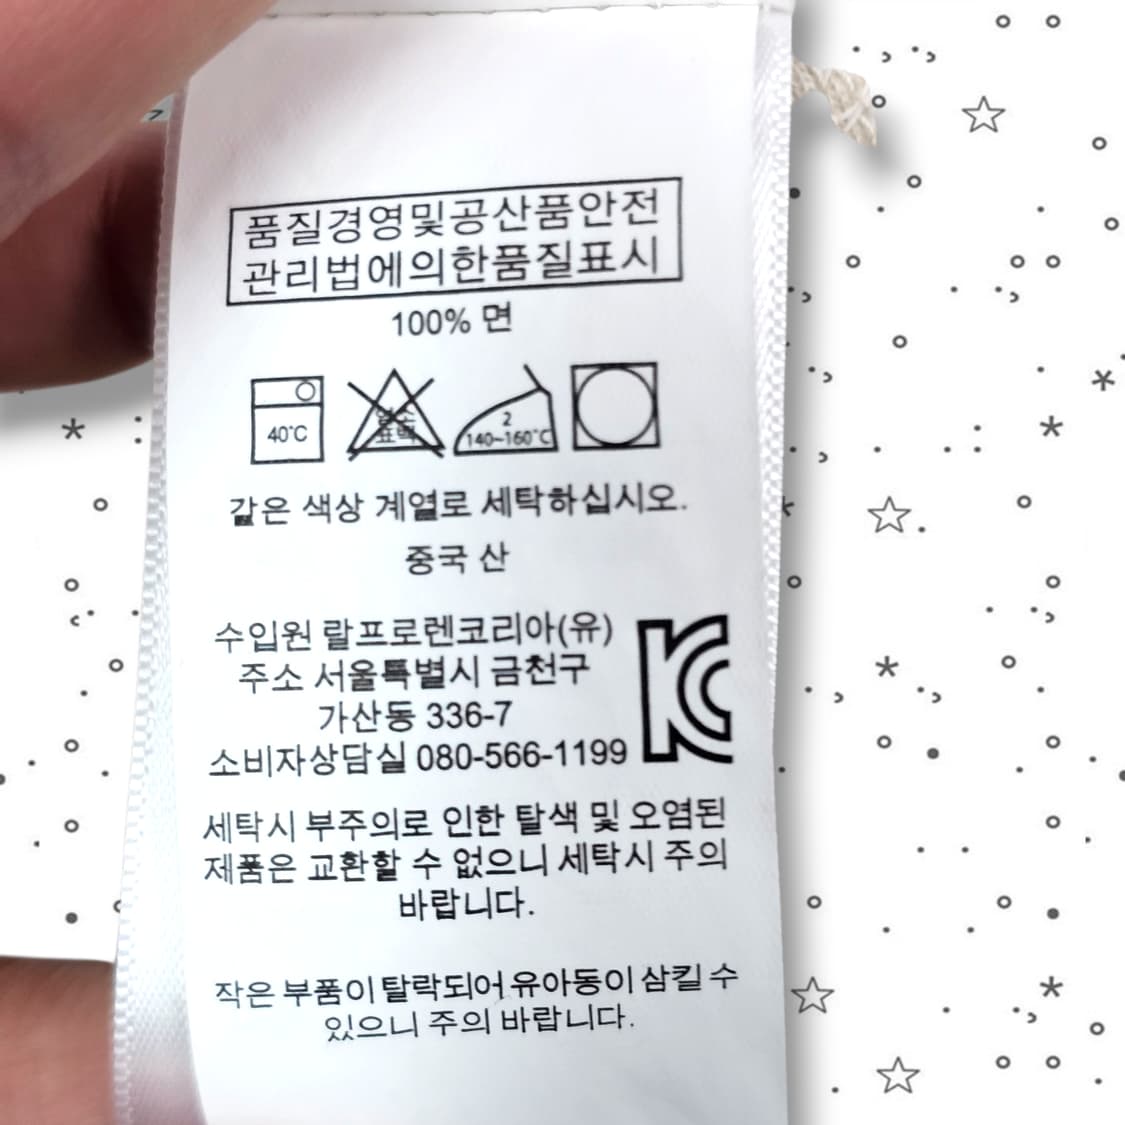 품질경영및공산품안전
관리법에의한품질표시
100% 면
40℃
염소
표백
2
140~160℃
같은 색상 계열로 세탁하십시오.
중국 산
수입원 랄프로렌코리아(유)
주소 서울특별시 금천구
가산동 336-7
소비자상담실 080-566-1199
KC
세탁시 부주의로 인한 탈색 및 오염된
제품은 교환할 수 없으니 세탁시 주의
바랍니다.
작은 부품이 탈락되어 유아동이 삼킬 수
있으니 주의 바랍니다.